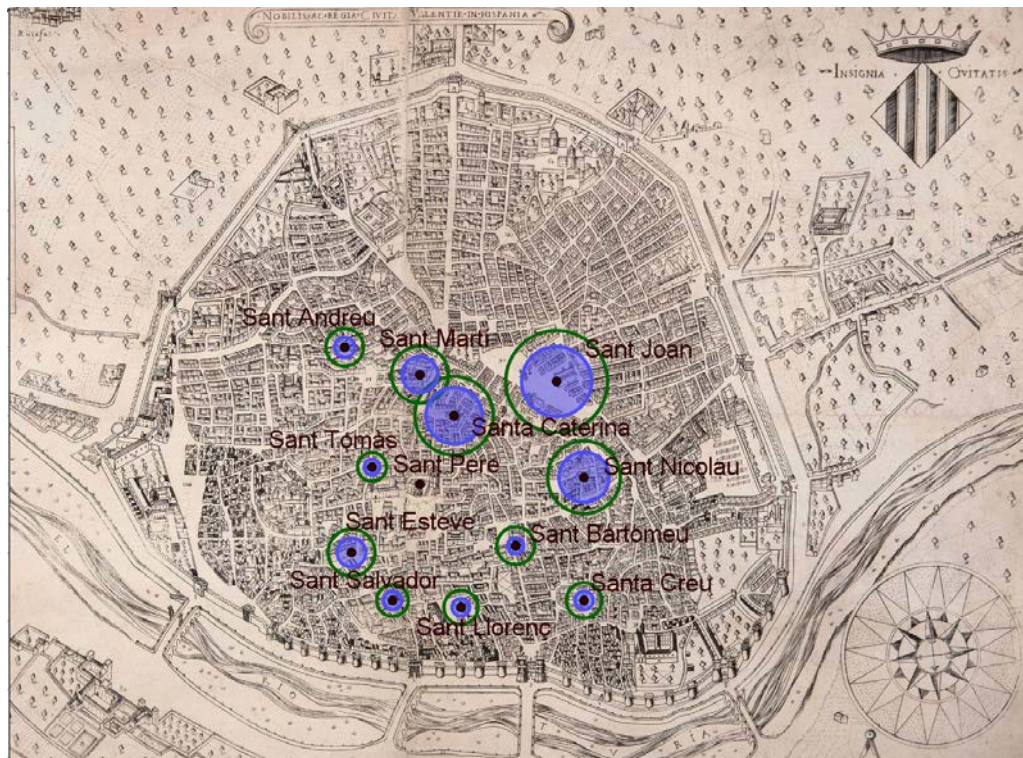 NOBILIS·AC·REGIA·CIVITA VALENTIE·IN·HISPANIA
INSIGNIA CIVITATIS
Sant Andreu
Sant Martí
Sant Joan
Santa Caterina
Sant Tomàs
Sant Pere
Sant Nicolau
Sant Esteve
Sant Bartomeu
Sant Salvador
Santa Creu
Sant Llorenç